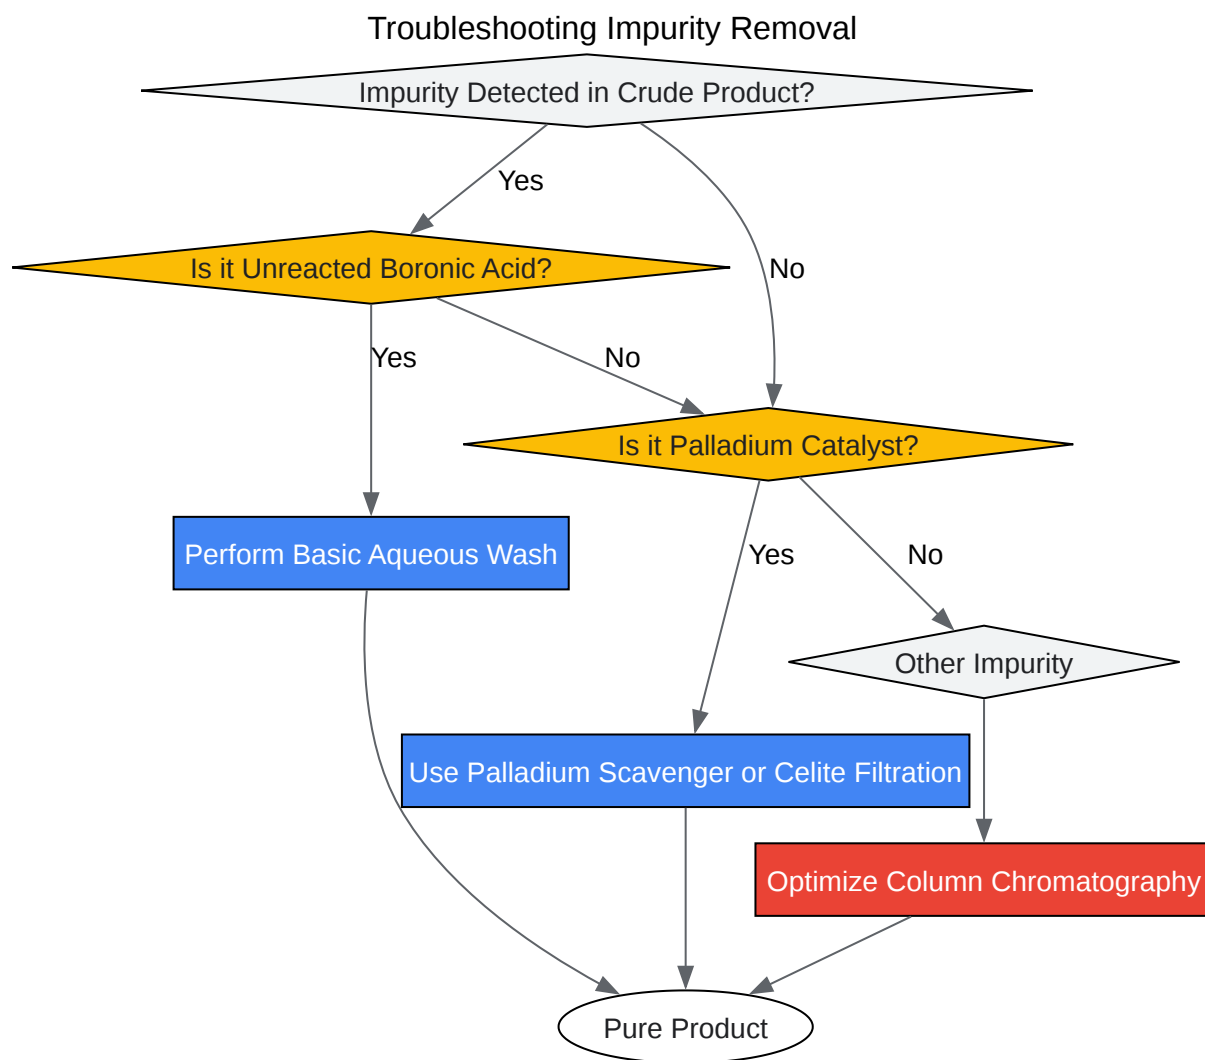 Troubleshooting Impurity Removal
Impurity Detected in Crude Product?
Yes
Is it Unreacted Boronic Acid?
No
Yes
No
Is it Palladium Catalyst?
Perform Basic Aqueous Wash
Yes
No
Other Impurity
Use Palladium Scavenger or Celite Filtration
Optimize Column Chromatography
Pure Product